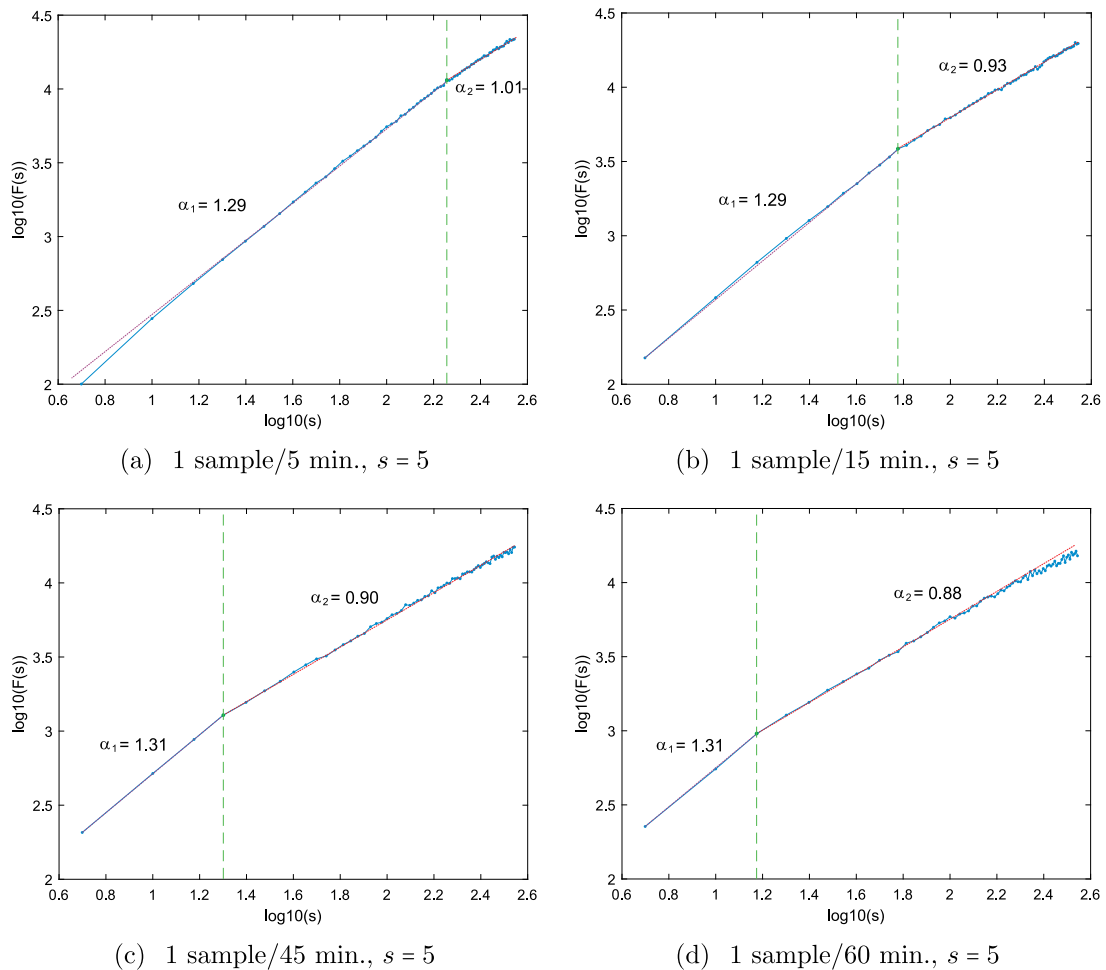 4.5
4
3.5
3
2.5
2
log10(F(s))
α₁ = 1.29
α₂ = 1.01
0.6 0.8 1 1.2 1.4 1.6 1.8 2 2.2 2.4 2.6
log10(s)
(a) 1 sample/5 min., s = 5
4.5
4
3.5
3
2.5
2
log10(F(s))
α₂ = 0.93
α₁ = 1.29
0.6 0.8 1 1.2 1.4 1.6 1.8 2 2.2 2.4 2.6
log10(s)
(b) 1 sample/15 min., s = 5
4.5
4
3.5
3
2.5
2
log10(F(s))
α₂ = 0.90
α₁ = 1.31
0.6 0.8 1 1.2 1.4 1.6 1.8 2 2.2 2.4 2.6
log10(s)
(c) 1 sample/45 min., s = 5
4.5
4
3.5
3
2.5
2
log10(F(s))
α₂ = 0.88
α₁ = 1.31
0.6 0.8 1 1.2 1.4 1.6 1.8 2 2.2 2.4 2.6
log10(s)
(d) 1 sample/60 min., s = 5